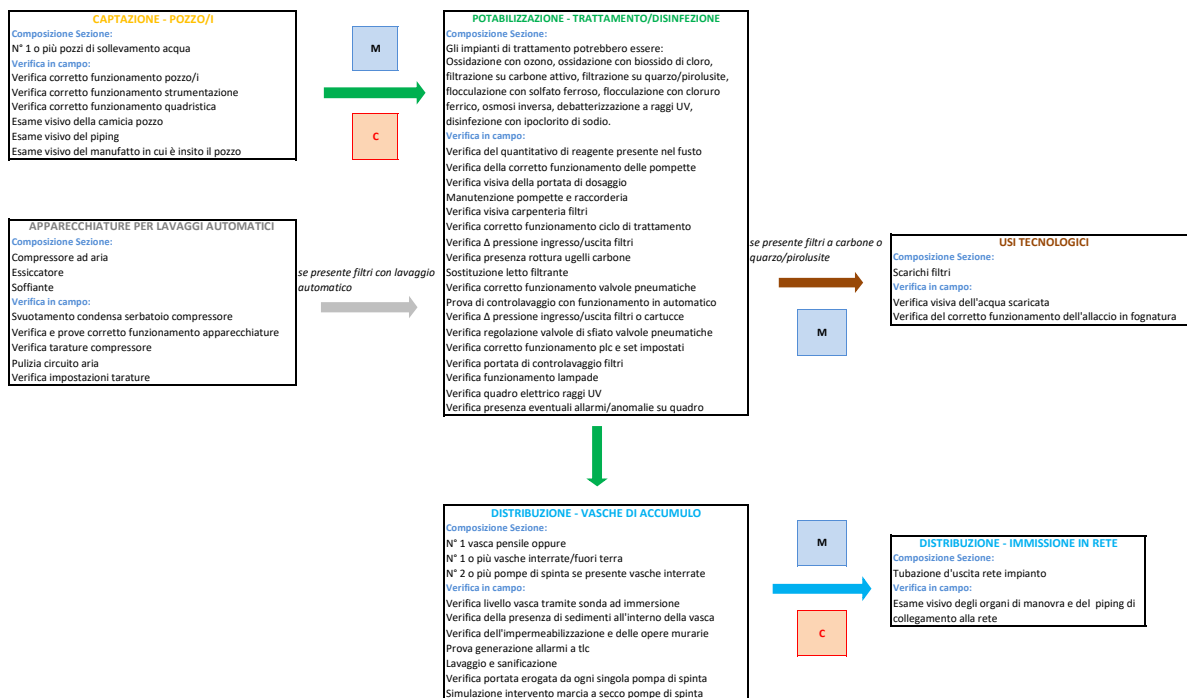 CAPTAZIONE - POZZO/I
Composizione Sezione:
N° 1 o più pozzi di sollevamento acqua
Verifica in campo:
Verifica corretto funzionamento pozzo/i
Verifica corretto funzionamento strumentazione
Verifica corretto funzionamento quadristica
Esame visivo della camicia pozzo
Esame visivo del piping
Esame visivo del manufatto in cui è insito il pozzo
M
C
POTABILIZZAZIONE - TRATTAMENTO/DISINFEZIONE
Composizione Sezione:
Gli impianti di trattamento potrebbero essere:
Ossidazione con ozono, ossidazione con biossido di cloro,
filtrazione su carbone attivo, filtrazione su quarzo/pirolusite,
flocculazione con solfato ferroso, flocculazione con cloruro
ferrico, osmosi inversa, debatterizzazione a raggi UV,
disinfezione con ipoclorito di sodio.
Verifica in campo:
Verifica del quantitativo di reagente presente nel fusto
Verifica della corretto funzionamento delle pompette
Verifica visiva della portata di dosaggio
Manutenzione pompette e raccorderia
Verifica visiva carpenteria filtri
Verifica corretto funzionamento ciclo di trattamento
Verifica Δ pressione ingresso/uscita filtri
Verifica presenza rottura ugelli carbone
Sostituzione letto filtrante
Verifica corretto funzionamento valvole pneumatiche
Prova di controlavaggio con funzionamento in automatico
Verifica Δ pressione ingresso/uscita filtri o cartucce
Verifica regolazione valvole di sfiato valvole pneumatiche
Verifica corretto funzionamento plc e set impostati
Verifica portata di controlavaggio filtri
Verifica funzionamento lampade
Verifica quadro elettrico raggi UV
Verifica presenza eventuali allarmi/anomalie su quadro
APPARECCHIATURE PER LAVAGGI AUTOMATICI
Composizione Sezione:
Compressore ad aria
Essiccatore
Soffiante
Verifica in campo:
Svuotamento condensa serbatoio compressore
Verifica e prove corretto funzionamento apparecchiature
Verifica tarature compressore
Pulizia circuito aria
Verifica impostazioni tarature
se presente filtri con lavaggio
automatico
se presente filtri a carbone o
quarzo/pirolusite
M
USI TECNOLOGICI
Composizione Sezione:
Scarichi filtri
Verifica in campo:
Verifica visiva dell'acqua scaricata
Verifica del corretto funzionamento dell'allaccio in fognatura
DISTRIBUZIONE - VASCHE DI ACCUMULO
Composizione Sezione:
N° 1 vasca pensile oppure
N° 1 o più vasche interrate/fuori terra
N° 2 o più pompe di spinta se presente vasche interrate
Verifica in campo:
Verifica livello vasca tramite sonda ad immersione
Verifica della presenza di sedimenti all'interno della vasca
Verifica dell'impermeabilizzazione e delle opere murarie
Prova generazione allarmi a tlc
Lavaggio e sanificazione
Verifica portata erogata da ogni singola pompa di spinta
Simulazione intervento marcia a secco pompe di spinta
M
C
DISTRIBUZIONE - IMMISSIONE IN RETE
Composizione Sezione:
Tubazione d'uscita rete impianto
Verifica in campo:
Esame visivo degli organi di manovra e del piping di
collegamento alla rete